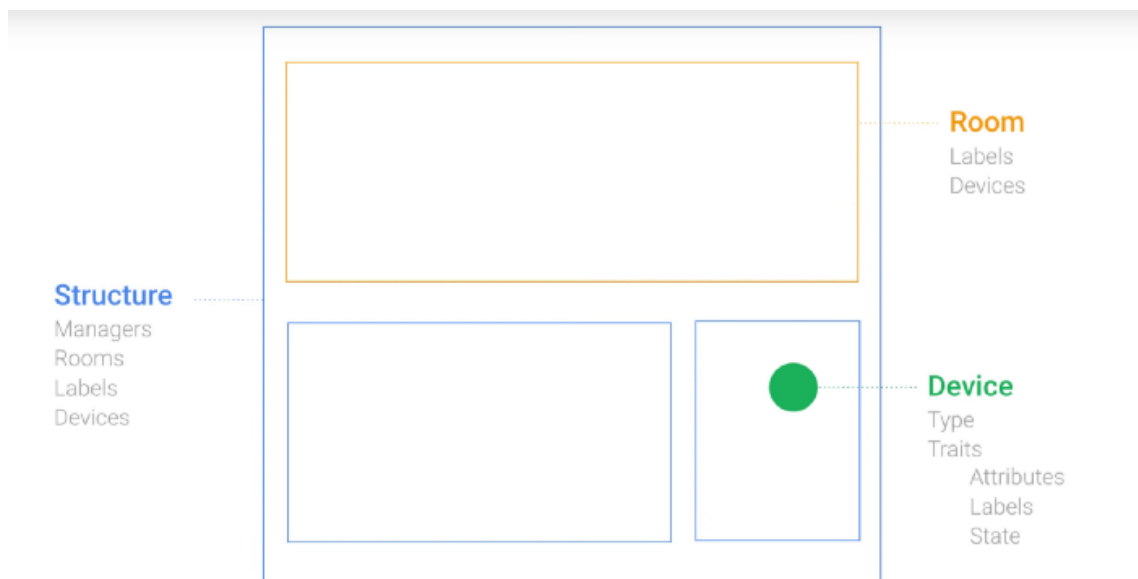 Room
Labels
Devices
Structure
Managers
Rooms
Labels
Devices
Device
Type
Traits
Attributes
Labels
State